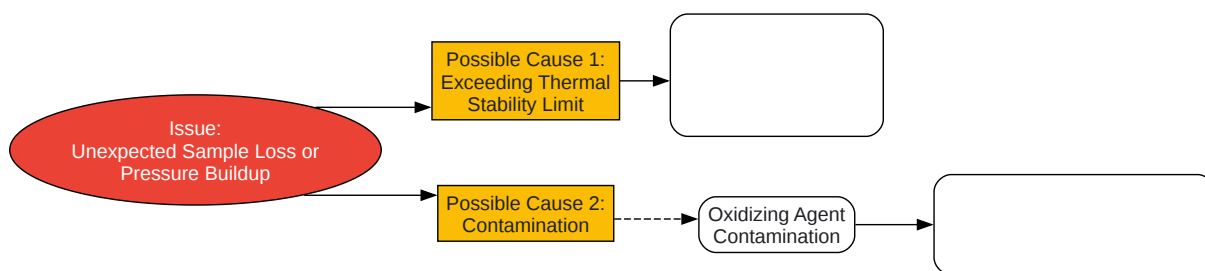 Possible Cause 1:
Exceeding Thermal
Stability Limit
Issue:
Unexpected Sample Loss or
Pressure Buildup
Possible Cause 2:
Contamination
Oxidizing Agent
Contamination